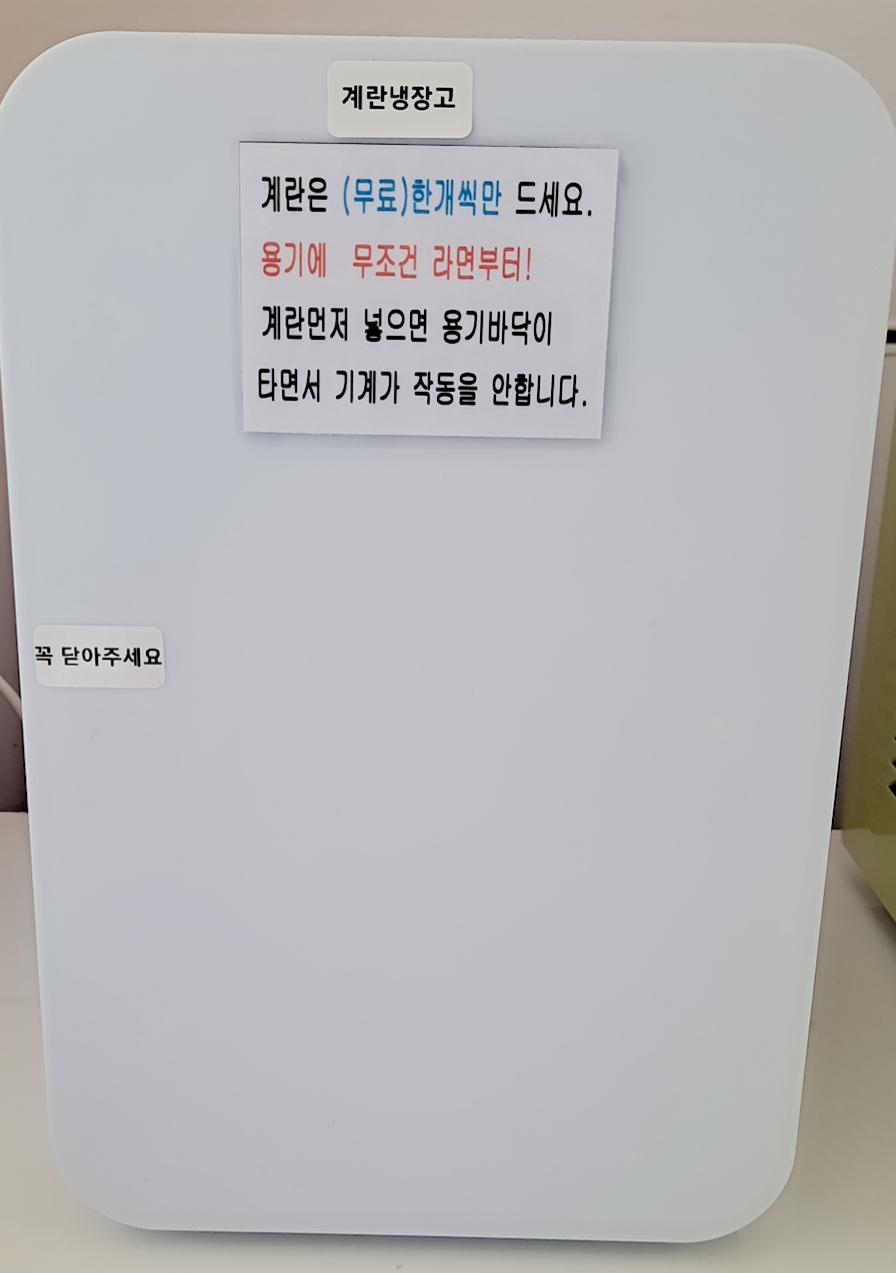 계란냉장고
계란은 (무료)한개씩만 드세요.
용기에 무조건 라면부터!
계란먼저 넣으면 용기바닥이
타면서 기계가 작동을 안합니다.
꼭 닫아주세요